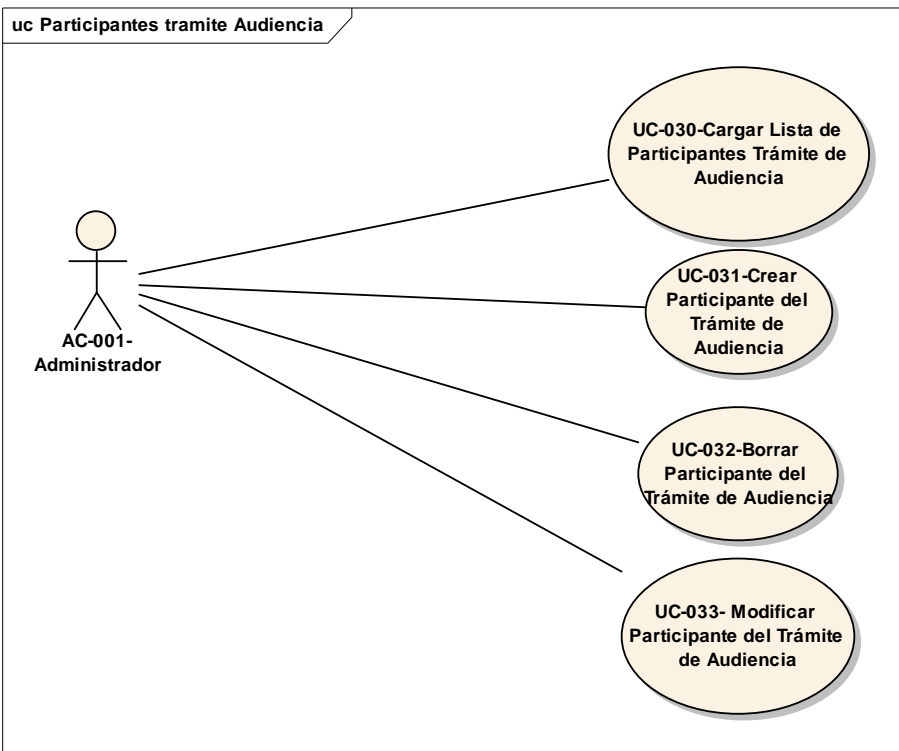 uc Participantes tramite Audiencia
UC-030-Cargar Lista de
Participantes Trámite de
Audiencia
UC-031-Crear
Participante del
Trámite de
Audiencia
AC-001-
Administrador
UC-032-Borrar
Participante del
Trámite de Audiencia
UC-033- Modificar
Participante del Trámite
de Audiencia